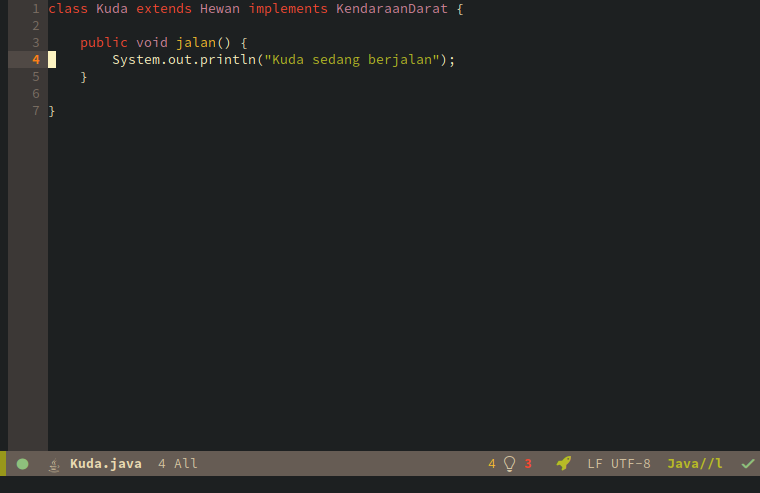 1 class Kuda extends Hewan implements KendaraanDarat {
2
3     public void jalan() {
4         System.out.println("Kuda sedang berjalan");
5     }
6
7 }
Kuda.java 4 All 4 3 LF UTF-8 Java//l